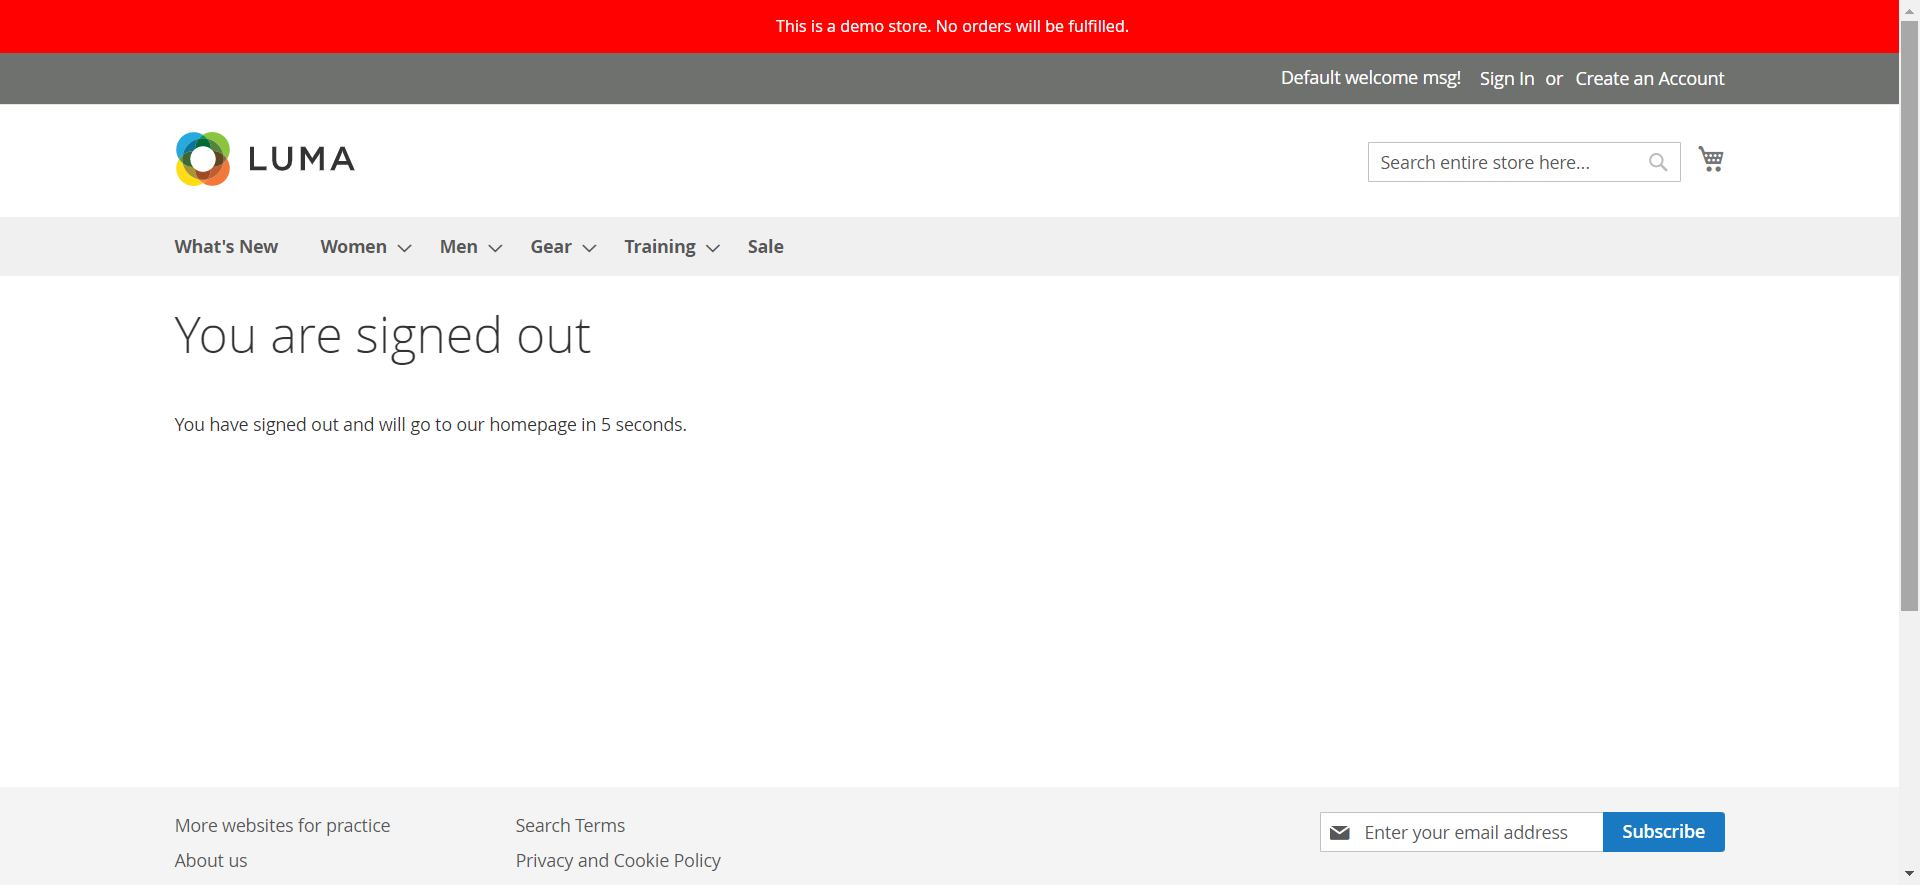 This is a demo store. No orders will be fulfilled.
Default welcome msg! Sign In or Create an Account
LUMA
Search entire store here...
What's New Women Men Gear Training Sale
You are signed out
You have signed out and will go to our homepage in 5 seconds.
More websites for practice
About us
Search Terms
Privacy and Cookie Policy
Enter your email address
Subscribe